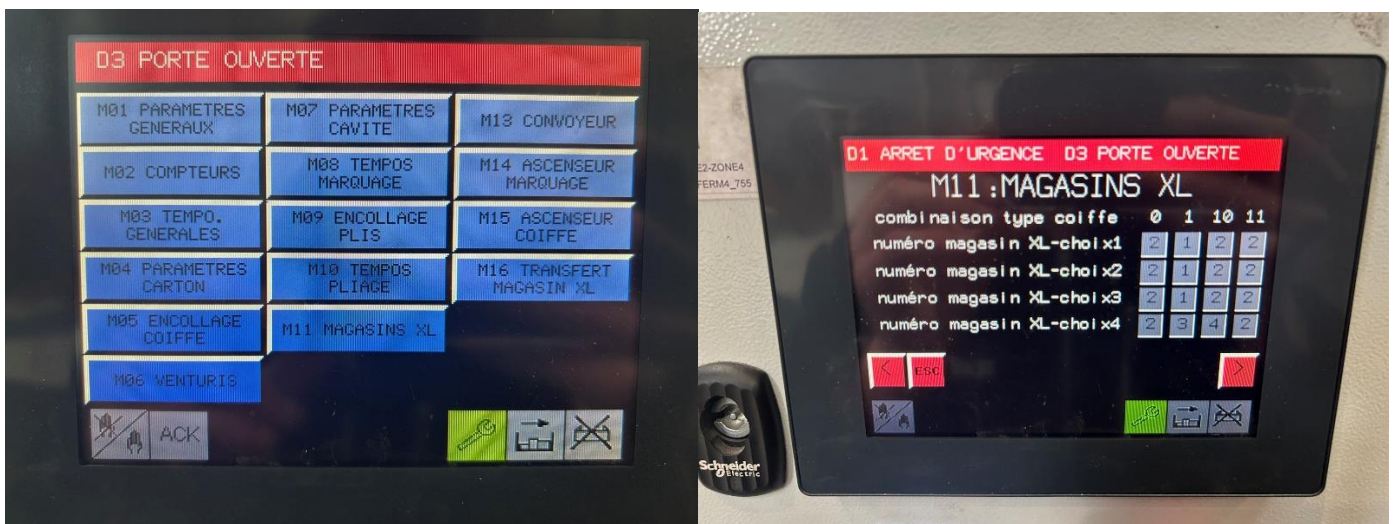 D3 PORTE OUVERTE
M01 PARAMETRES
GENERAUX
M07 PARAMETRES
CAVITE
M13 CONVOYEUR
M02 COMPTEURS
M08 TEMPOS
MARQUAGE
M14 ASCENSEUR
MARQUAGE
M03 TEMPO.
GENERALES
M09 ENCOLLAGE
PLIS
M15 ASCENSEUR
COIFFE
M04 PARAMETRES
CARTON
M10 TEMPOS
PLIAGE
M16 TRANSFERT
MAGASIN XL
M05 ENCOLLAGE
COIFFE
M11 MAGASINS XL
M06 VENTURIS
ACK
E2-ZONE4
FERM4_755
Schneider
Electric
D1 ARRET D'URGENCE D3 PORTE OUVERTE
M11:MAGASINS XL
combinaison type coiffe 0 1 10 11
numéro magasin XL-choix1 2 1 2 2
numéro magasin XL-choix2 2 1 2 2
numéro magasin XL-choix3 2 1 2 2
numéro magasin XL-choix4 2 3 4 2
< ESC >